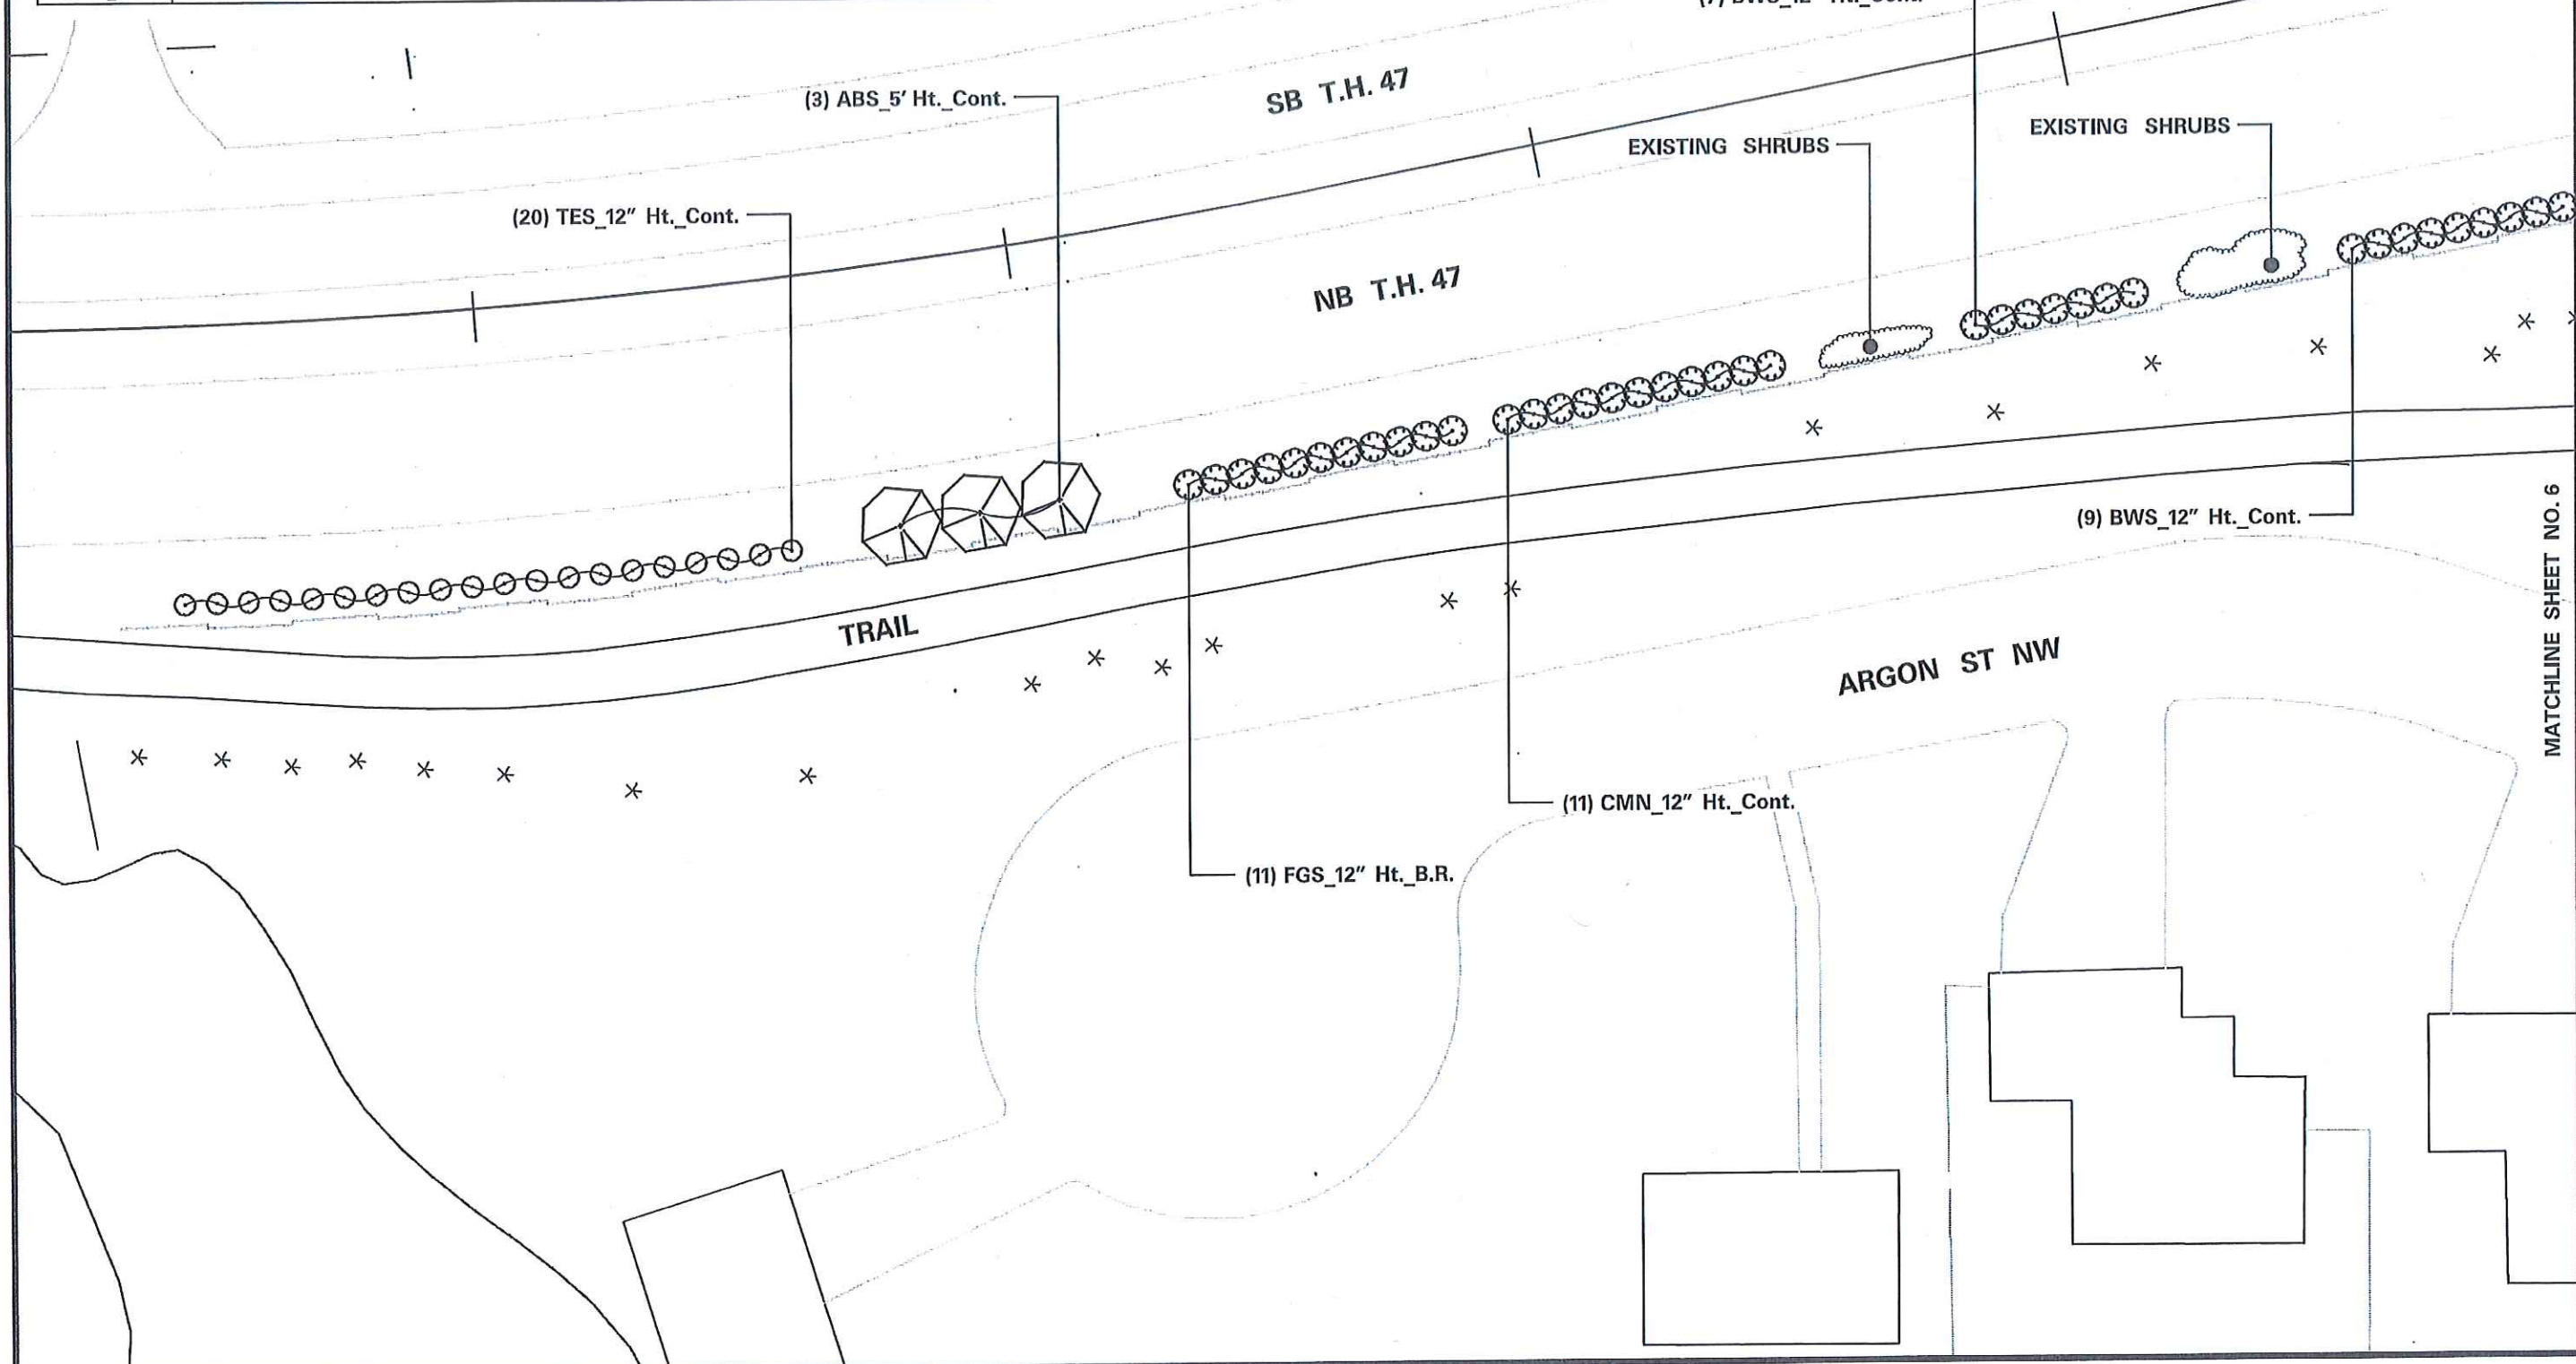 SB T.H. 47
(3) ABS_5' Ht._Cont.
EXISTING SHRUBS
EXISTING SHRUBS
(20) TES_12" Ht._Cont.
NB T.H. 47
(9) BWS_12" Ht._Cont.
TRAIL
ARGON ST NW
MATCHLINE SHEET NO. 6
(11) CMN_12" Ht._Cont.
(11) FGS_12" Ht._B.R.